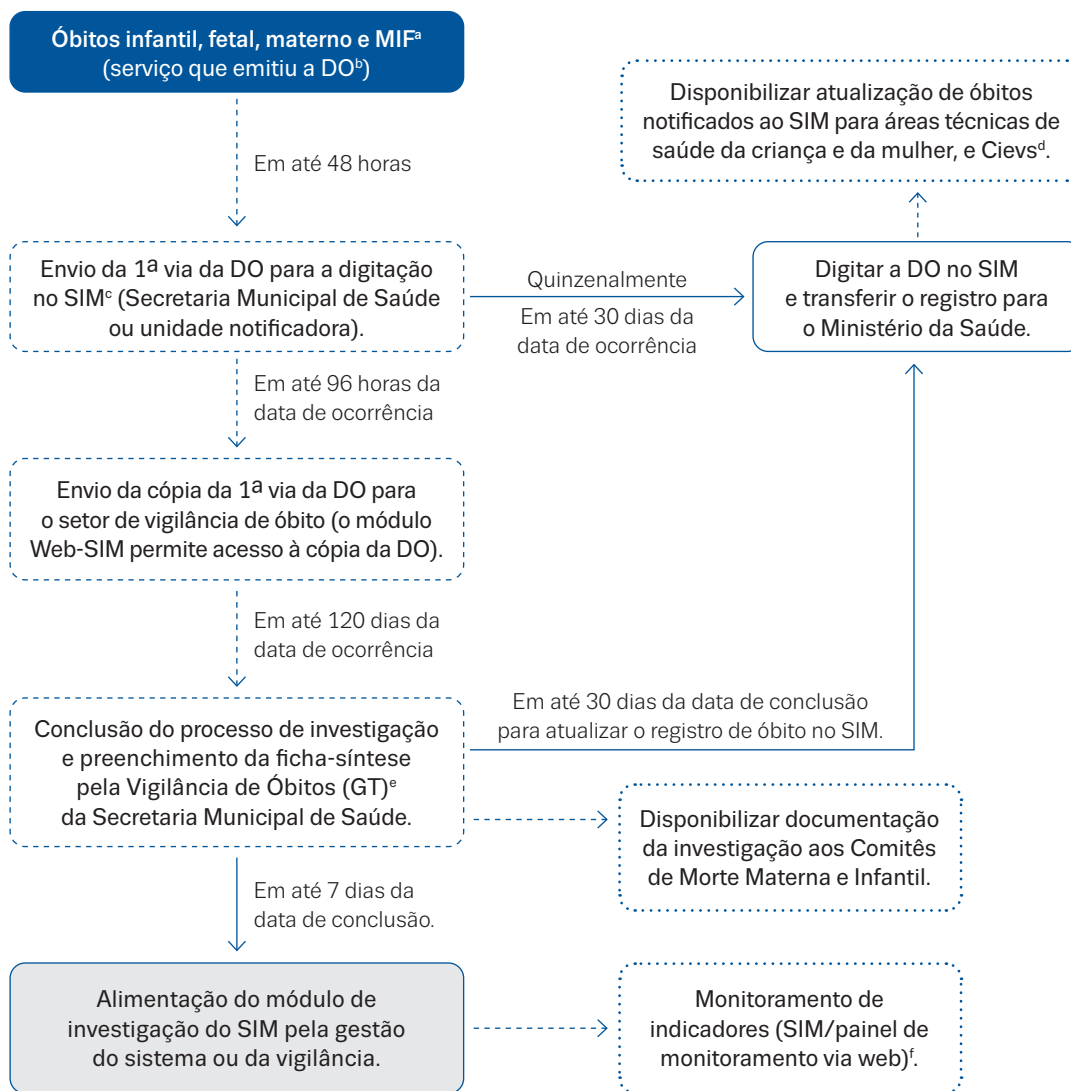 Óbitos infantil, fetal, materno e MIFᵃ
(serviço que emitiu a DOᵇ)
Em até 48 horas
Disponibilizar atualização de óbitos
notificados ao SIM para áreas técnicas de
saúde da criança e da mulher, e Cievsᵈ.
Envio da 1ª via da DO para a digitação
no SIMᶜ (Secretaria Municipal de Saúde
ou unidade notificadora).
Quinzenalmente
Em até 30 dias da
data de ocorrência
Digitar a DO no SIM
e transferir o registro para
o Ministério da Saúde.
Em até 96 horas da
data de ocorrência
Envio da cópia da 1ª via da DO para
o setor de vigilância de óbito (o módulo
Web-SIM permite acesso à cópia da DO).
Em até 120 dias da
data de ocorrência
Conclusão do processo de investigação
e preenchimento da ficha-síntese
pela Vigilância de Óbitos (GT)ᵉ
da Secretaria Municipal de Saúde.
Em até 30 dias da data de conclusão
para atualizar o registro de óbito no SIM.
Disponibilizar documentação
da investigação aos Comitês
de Morte Materna e Infantil.
Em até 7 dias da
data de conclusão.
Alimentação do módulo de
investigação do SIM pela gestão
do sistema ou da vigilância.
Monitoramento de
indicadores (SIM/painel de
monitoramento via web)ᶠ.